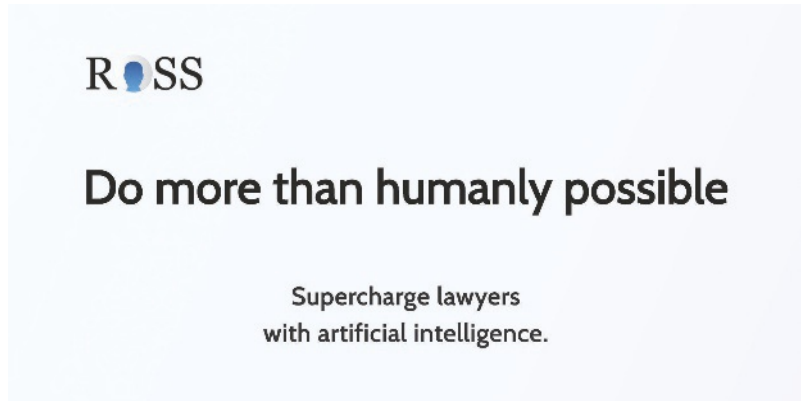 ROSS
Do more than humanly possible
Supercharge lawyers
with artificial intelligence.